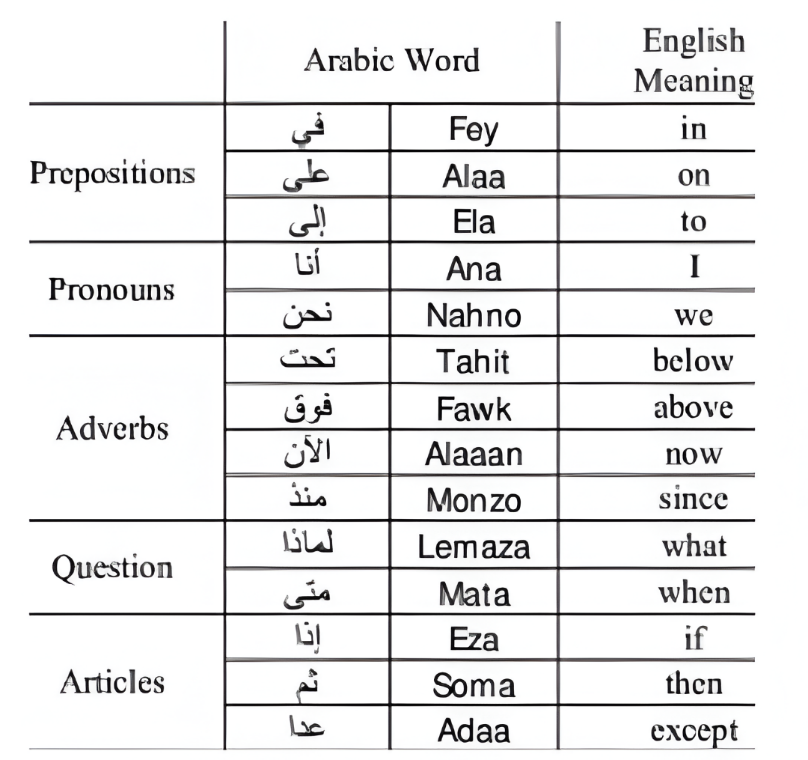 Arabic Word English
Meaning
Prepositions في Fey in
على Alaa on
إلى Ela to
Pronouns أنا Ana I
نحن Nahno we
Adverbs تحت Tahit below
فوق Fawk above
الآن Alaaan now
منذ Monzo since
Question لماذا Lemaza what
متى Mata when
Articles إذا Eza if
ثم Soma then
عدا Adaa except